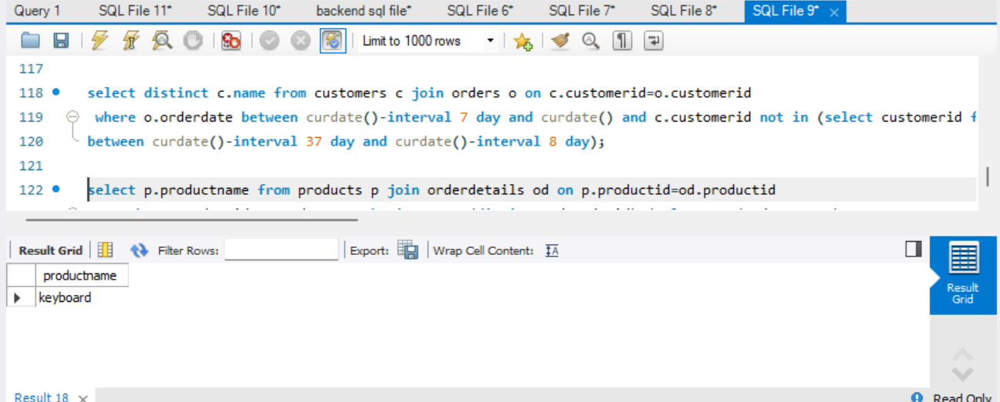 Query 1 SQL File 11* SQL File 10* backend sql file* SQL File 6* SQL File 7* SQL File 8* SQL File 9* ×
Limit to 1000 rows
117
118 select distinct c.name from customers c join orders o on c.customerid=o.customerid
119 where o.orderdate between curdate()-interval 7 day and curdate() and c.customerid not in (select customerid f
120 between curdate()-interval 37 day and curdate()-interval 8 day);
121
122 select p.productname from products p join orderdetails od on p.productid=od.productid
Result Grid Filter Rows: Export: Wrap Cell Content: IA
productname
keyboard
Result
Grid
Result 18 × Read Only